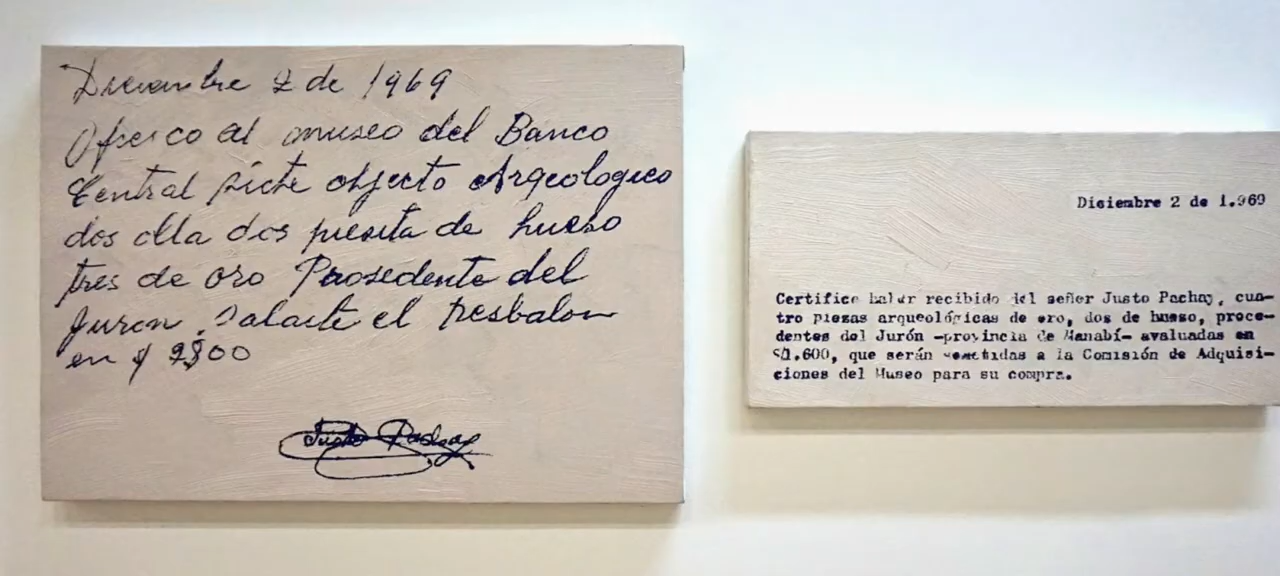 Diciembre 2 de 1969
Ofresco al museo del Banco
Central siete objecto Arqeologico
dos olla dos piesita de hueso
tres de oro Prosedente del
Juron. Salaite el resbalon
en $ 2800
Justo Pachay
Diciembre 2 de 1.969
Certifico haber recibido del señor Justo Pachay, cua-
tro piezas arqueológicas de oro, dos de hueso, proce-
dentes del Jurón -provincia de Manabí- avaluadas en
S/1.600, que serán sometidas a la Comisión de Adquisi-
ciones del Museo para su compra.